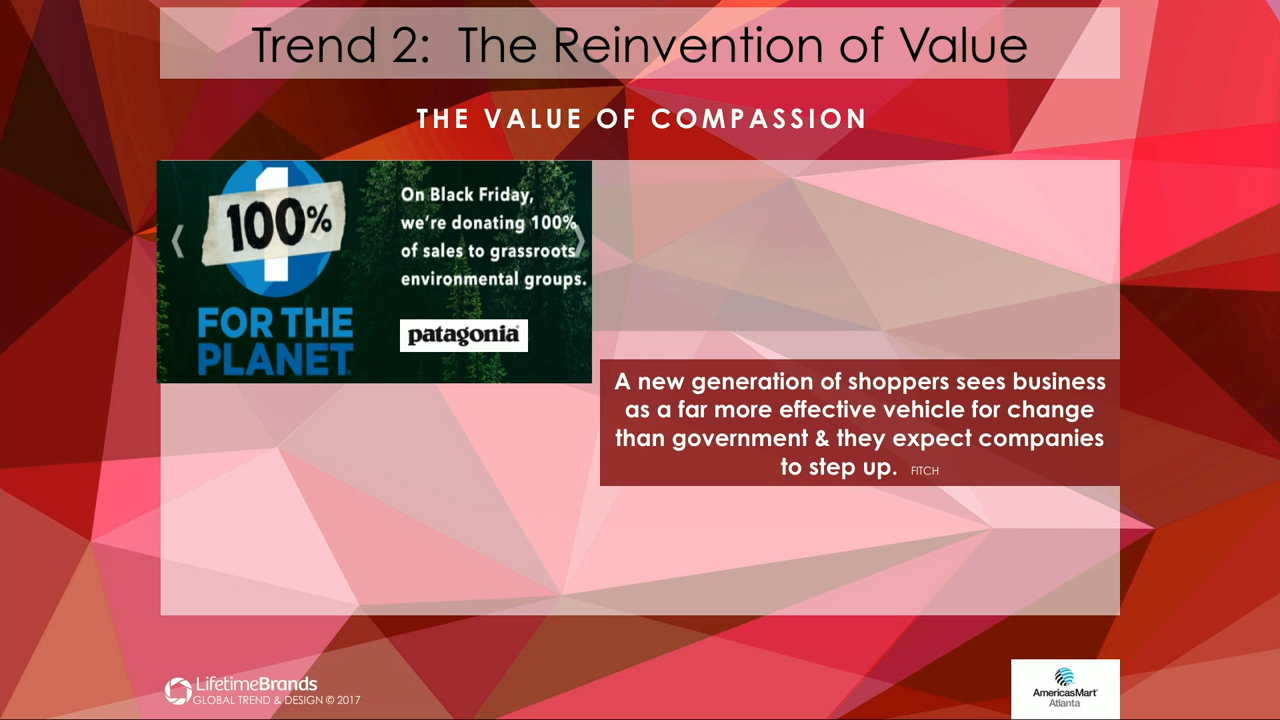 Trend 2: The Reinvention of Value
THE VALUE OF COMPASSION
1
100%
FOR THE
PLANET
On Black Friday,
we're donating 100%
of sales to grassroots
environmental groups.
patagonia
A new generation of shoppers sees business
as a far more effective vehicle for change
than government & they expect companies
to step up. FITCH
LifetimeBrands
GLOBAL TREND & DESIGN © 2017
AmericasMart
Atlanta